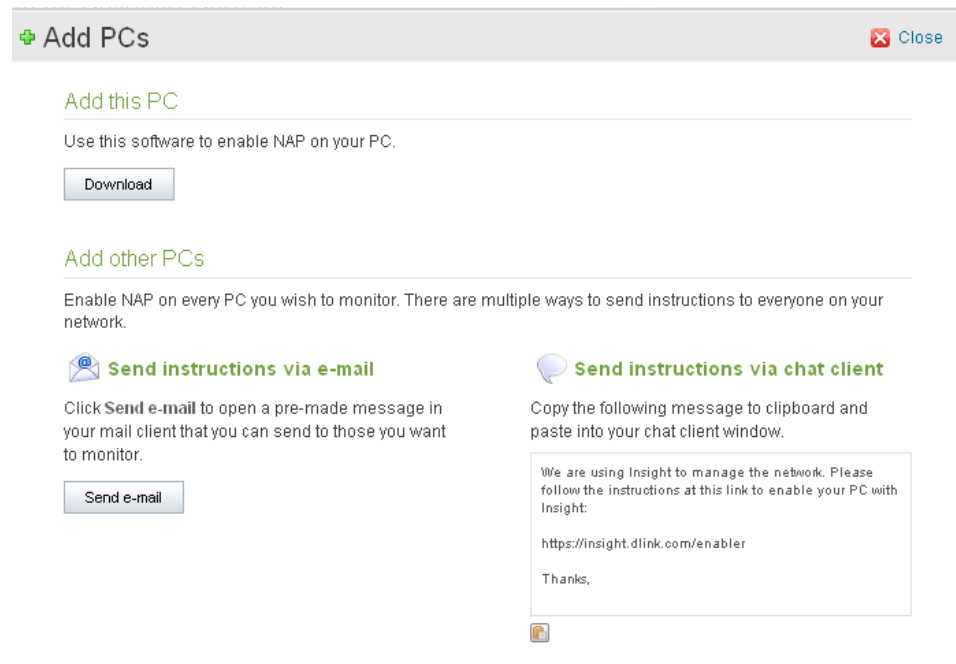 Add PCs
Close
Add this PC
Use this software to enable NAP on your PC.
Download
Add other PCs
Enable NAP on every PC you wish to monitor. There are multiple ways to send instructions to everyone on your
network.
Send instructions via e-mail
Click Send e-mail to open a pre-made message in
your mail client that you can send to those you want
to monitor.
Send e-mail
Send instructions via chat client
Copy the following message to clipboard and
paste into your chat client window.
We are using Insight to manage the network. Please
follow the instructions at this link to enable your PC with
Insight:
https://insight.dlink.com/enabler
Thanks,